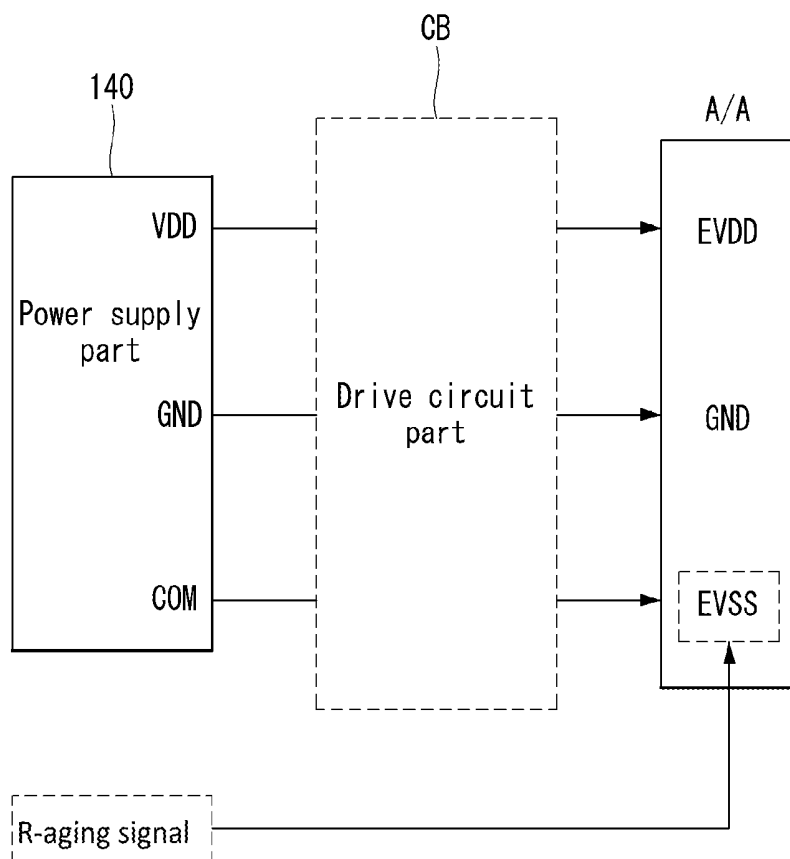 CB
140
A/A
VDD
EVDD
Power supply
part
Drive circuit
part
GND
GND
COM
EVSS
R-aging signal